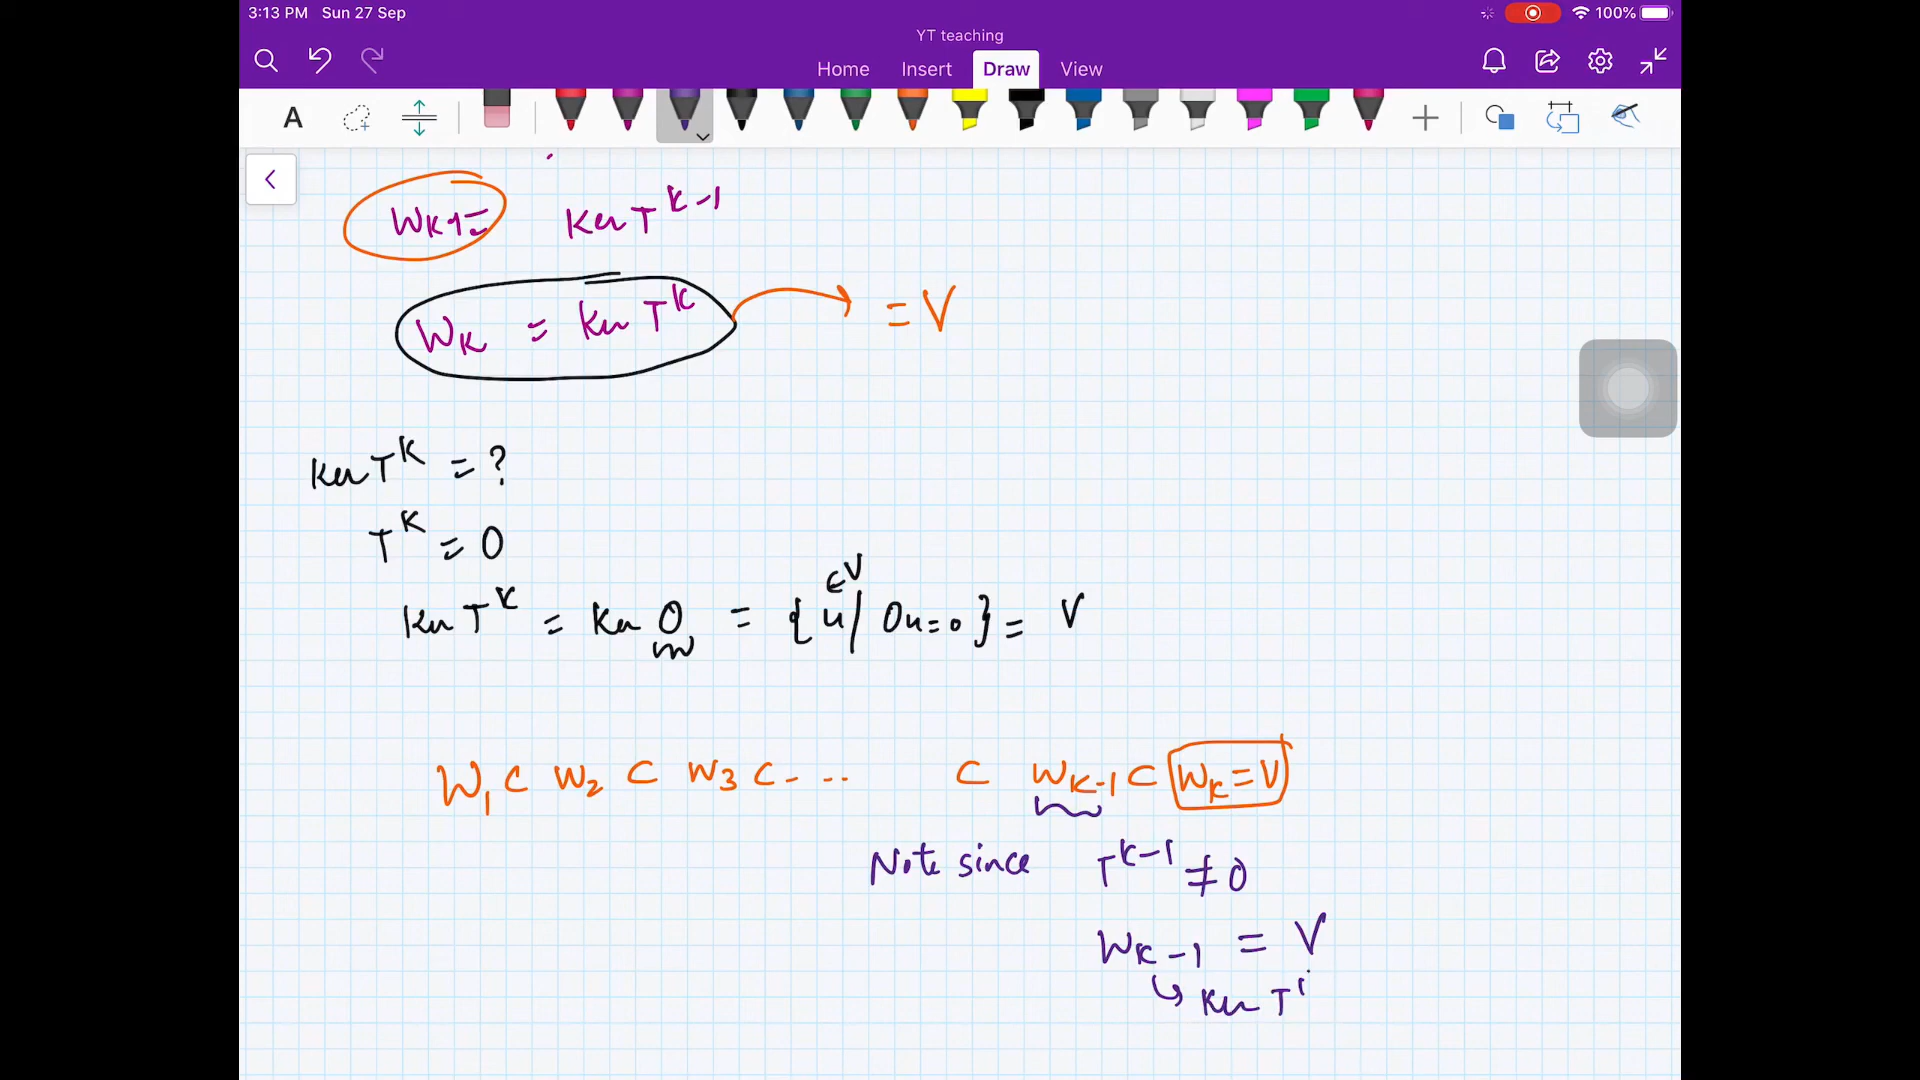 3:13 PM Sun 27 Sep 100%
YT teaching
Home Insert Draw View
A
W_{K-1} = Ker T^{K-1}
W_K = Ker T^K = V
Ker T^K = ?
T^K = 0
Ker T^K = Ker 0 = {u ∈V | 0u = 0} = V
W_1 ⊂ W_2 ⊂ W_3 ⊂ - .. ⊂ W_{K-1} ⊂ W_K = V
Note since T^{K-1} ≠ 0
W_{K-1} = V
↳ Ker T^i